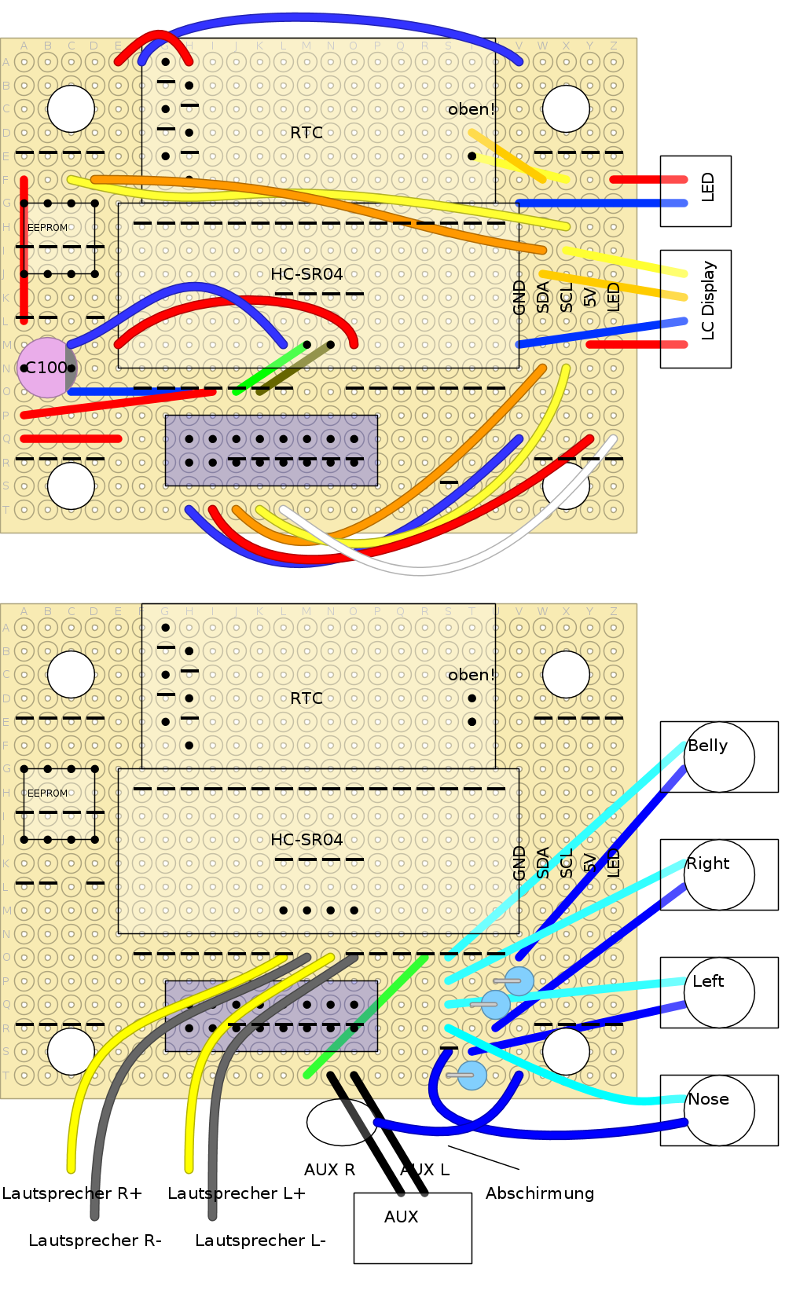 A B C D E G H I J K L M N O P Q R S T V W X Y Z
A
B
C
D
E
F
G
H
I
J
K
L
M
N
O
P
Q
R
S
T
oben!
RTC
LED
EEPROM
HC-SR04
GND
SDA
SCL
5V
LED
LC Display
C100
A B C D E G H I J K L M N O P Q R S T V W X Y Z
A
B
C
D
E
F
G
H
I
J
K
L
M
N
O
P
Q
R
S
T
oben!
RTC
Belly
EEPROM
HC-SR04
GND
SDA
SCL
5V
LED
Right
Left
Nose
AUX R
AUX L
Lautsprecher R+
Lautsprecher L+
Abschirmung
AUX
Lautsprecher R-
Lautsprecher L-